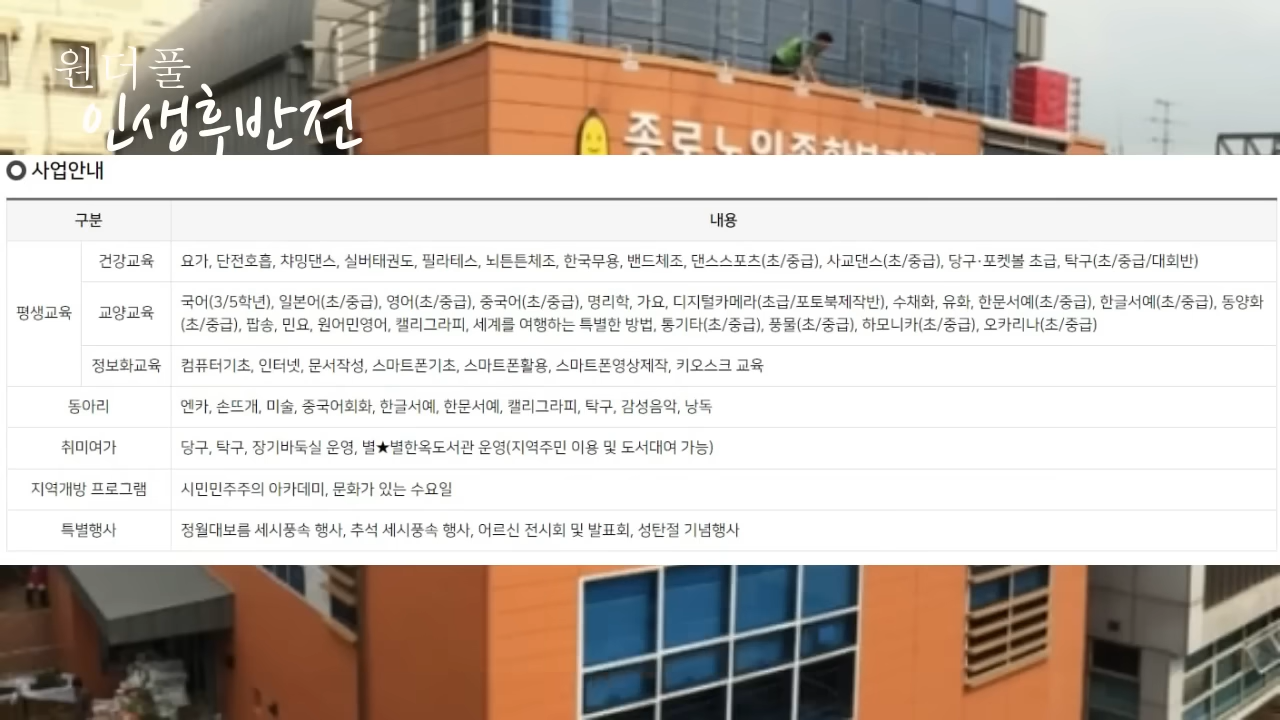 원더풀
인생후반전
종로노인종합복지관
사업안내
구분 내용
평생교육
건강교육 요가, 단전호흡, 챠밍댄스, 실버태권도, 필라테스, 뇌튼튼체조, 한국무용, 밴드체조, 댄스스포츠(초/중급), 사교댄스(초/중급), 당구·포켓볼 초급, 탁구(초/중급/대회반)
교양교육 국어(3/5학년), 일본어(초/중급), 영어(초/중급), 중국어(초/중급), 명리학, 가요, 디지털카메라(초급/포토북제작반), 수채화, 유화, 한문서예(초/중급), 한글서예(초/중급), 동양화
(초/중급), 팝송, 민요, 원어민영어, 캘리그라피, 세계를 여행하는 특별한 방법, 통기타(초/중급), 풍물(초/중급), 하모니카(초/중급), 오카리나(초/중급)
정보화교육 컴퓨터기초, 인터넷, 문서작성, 스마트폰기초, 스마트폰활용, 스마트폰영상제작, 키오스크 교육
동아리 엔카, 손뜨개, 미술, 중국어회화, 한글서예, 한문서예, 캘리그라피, 탁구, 감성음악, 낭독
취미여가 당구, 탁구, 장기바둑실 운영, 별★별한옥도서관 운영(지역주민 이용 및 도서대여 가능)
지역개방 프로그램 시민민주주의 아카데미, 문화가 있는 수요일
특별행사 정월대보름 세시풍속 행사, 추석 세시풍속 행사, 어르신 전시회 및 발표회, 성탄절 기념행사